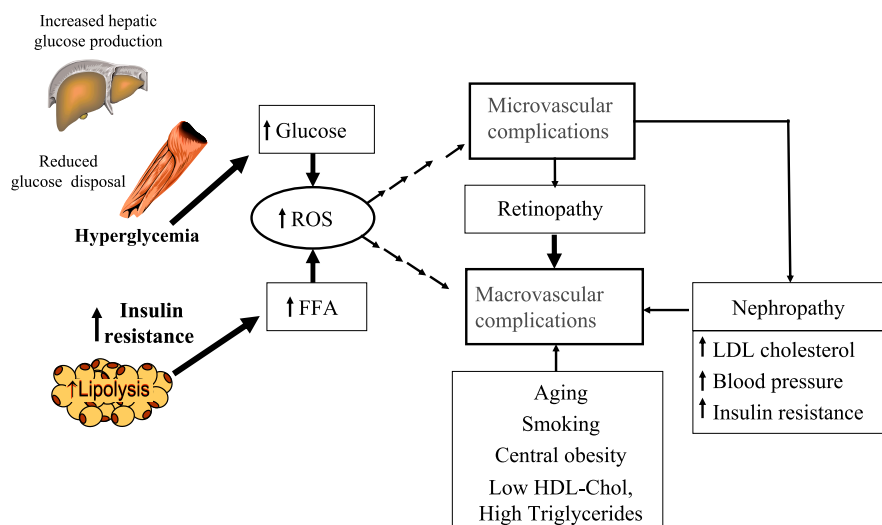 Increased hepatic
glucose production
Reduced
glucose disposal
Hyperglycemia
Insulin
resistance
Lipolysis
Glucose
ROS
FFA
Microvascular
complications
Retinopathy
Macrovascular
complications
Nephropathy
LDL cholesterol
Blood pressure
Insulin resistance
Aging
Smoking
Central obesity
Low HDL-Chol,
High Triglycerides